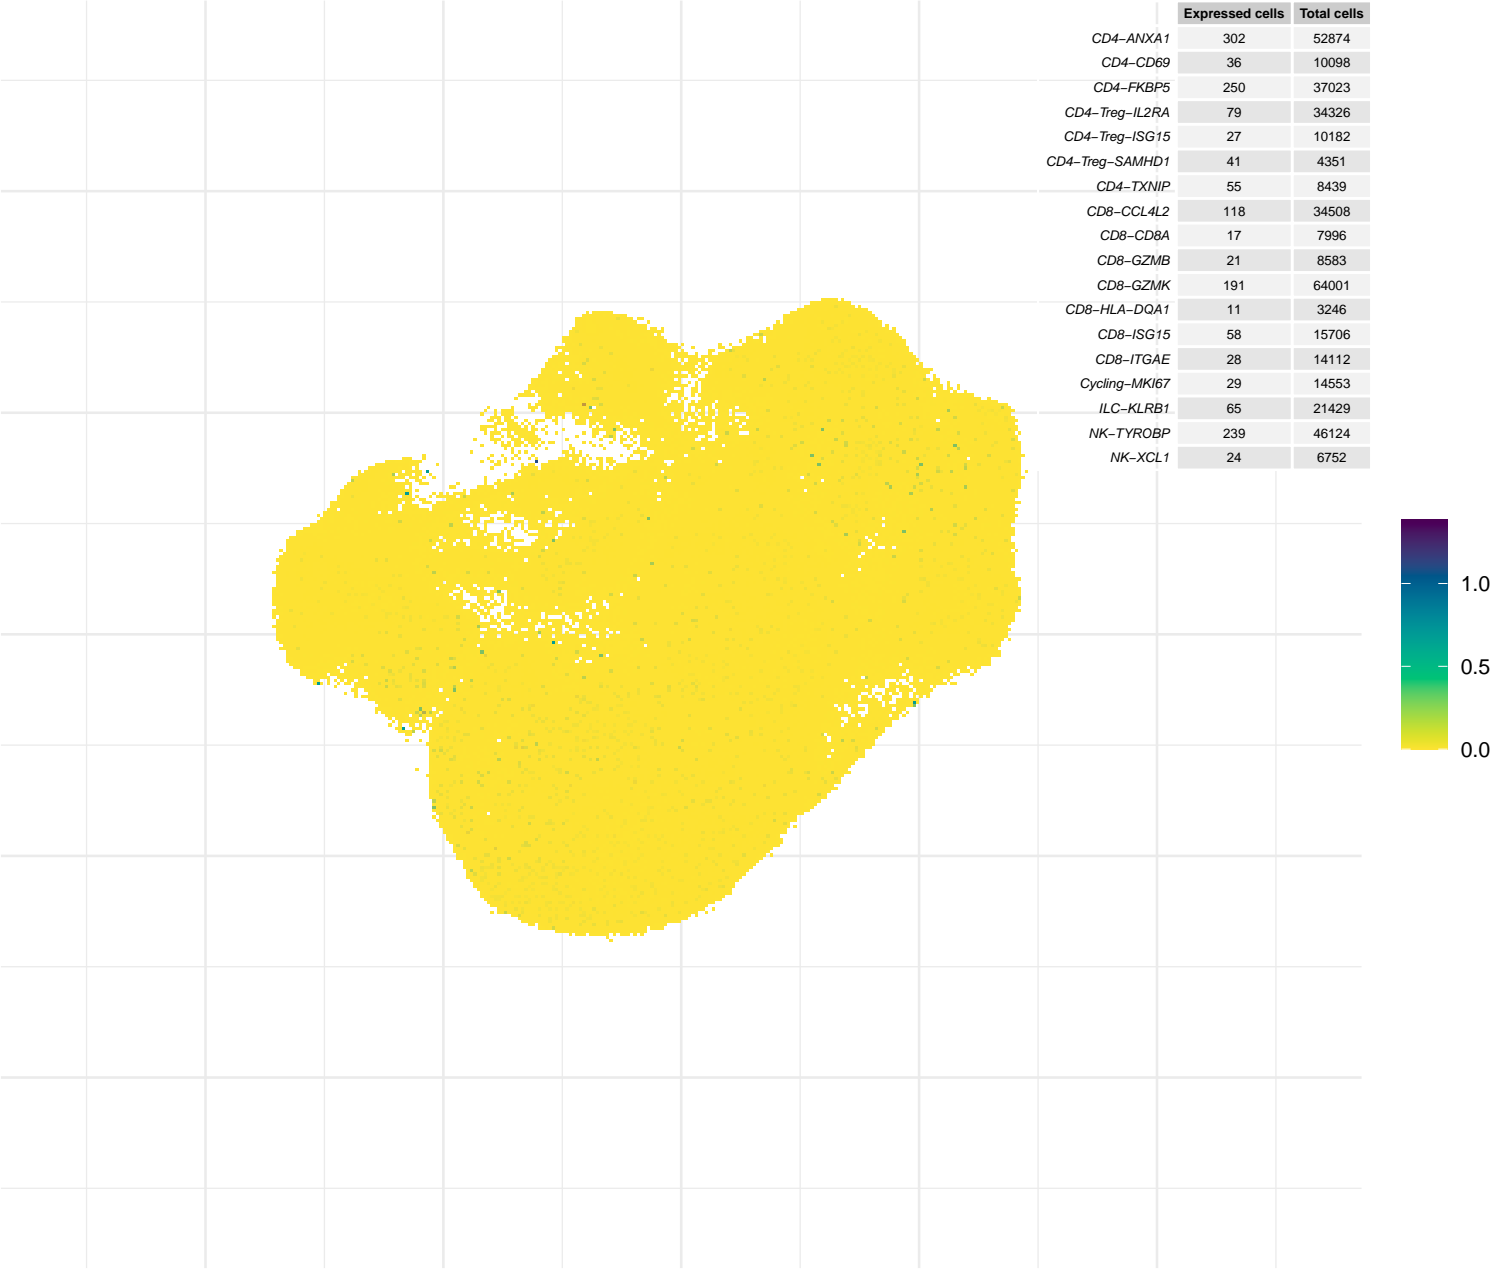 Expressed cells Total cells
CD4−ANXA1 302 52874
CD4−CD69 36 10098
CD4−FKBP5 250 37023
CD4−Treg−IL2RA 79 34326
CD4−Treg−ISG15 27 10182
CD4−Treg−SAMHD1 41 4351
CD4−TXNIP 55 8439
CD8−CCL4L2 118 34508
CD8−CD8A 17 7996
CD8−GZMB 21 8583
CD8−GZMK 191 64001
CD8−HLA−DQA1 11 3246
CD8−ISG15 58 15706
CD8−ITGAE 28 14112
Cycling−MKI67 29 14553
ILC−KLRB1 65 21429
NK−TYROBP 239 46124
NK−XCL1 24 6752
1.0
0.5
0.0